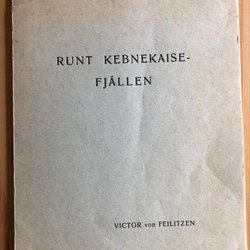 RUNT KEBNEKAISE-
FJÄLLEN
VICTOR von FEILITZEN